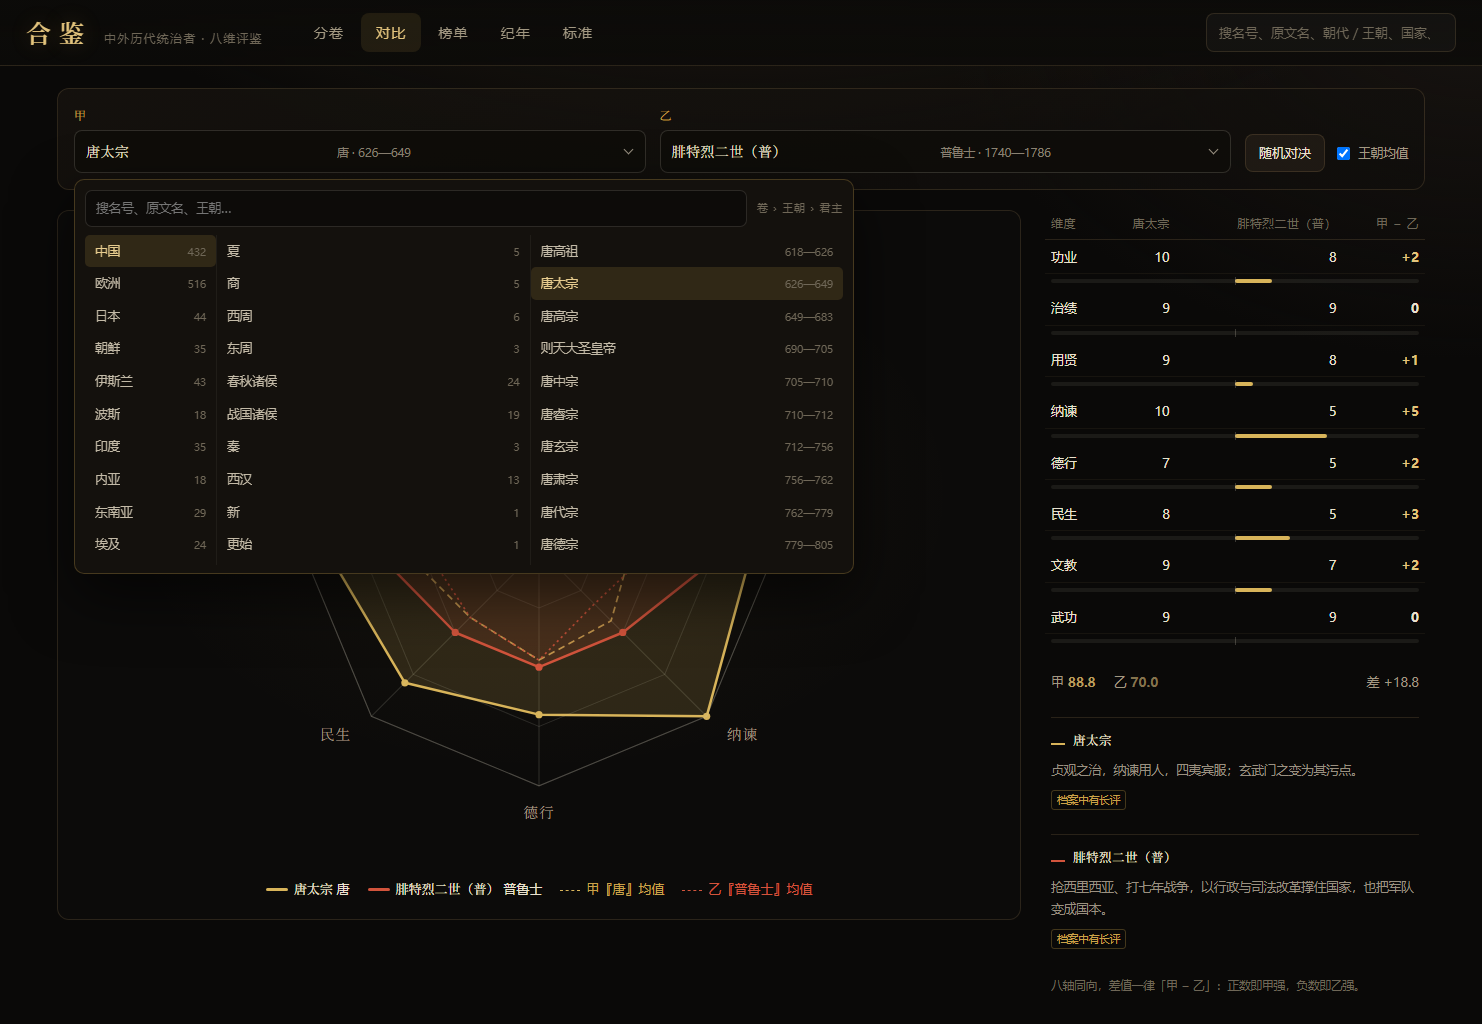 合鉴 中外历代统治者 · 八维评鉴 分卷 对比 榜单 纪年 标准 搜名号、原文名、朝代 / 王朝、国家、
甲 乙
唐太宗 唐 · 626—649 腓特烈二世（普） 普鲁士 · 1740—1786 随机对决 王朝均值
搜名号、原文名、王朝... 卷 › 王朝 › 君主
中国 432 夏 5 唐高祖 618—626
欧洲 516 商 5 唐太宗 626—649
日本 44 西周 6 唐高宗 649—683
朝鲜 35 东周 3 则天大圣皇帝 690—705
伊斯兰 43 春秋诸侯 24 唐中宗 705—710
波斯 18 战国诸侯 19 唐睿宗 710—712
印度 35 秦 3 唐玄宗 712—756
内亚 18 西汉 13 唐肃宗 756—762
东南亚 29 新 1 唐代宗 762—779
埃及 24 更始 1 唐德宗 779—805
民生
纳谏
德行
唐太宗 唐 腓特烈二世（普） 普鲁士 甲『唐』均值 乙『普鲁士』均值
维度 唐太宗 腓特烈二世（普） 甲 − 乙
功业 10 8 +2
治绩 9 9 0
用贤 9 8 +1
纳谏 10 5 +5
德行 7 5 +2
民生 8 5 +3
文教 9 7 +2
武功 9 9 0
甲 88.8 乙 70.0 差 +18.8
唐太宗
贞观之治，纳谏用人，四夷宾服；玄武门之变为其污点。
档案中有长评
腓特烈二世（普）
抢西里西亚、打七年战争，以行政与司法改革撑住国家，也把军队
变成国本。
档案中有长评
八轴同向，差值一律「甲 − 乙」：正数即甲强，负数即乙强。